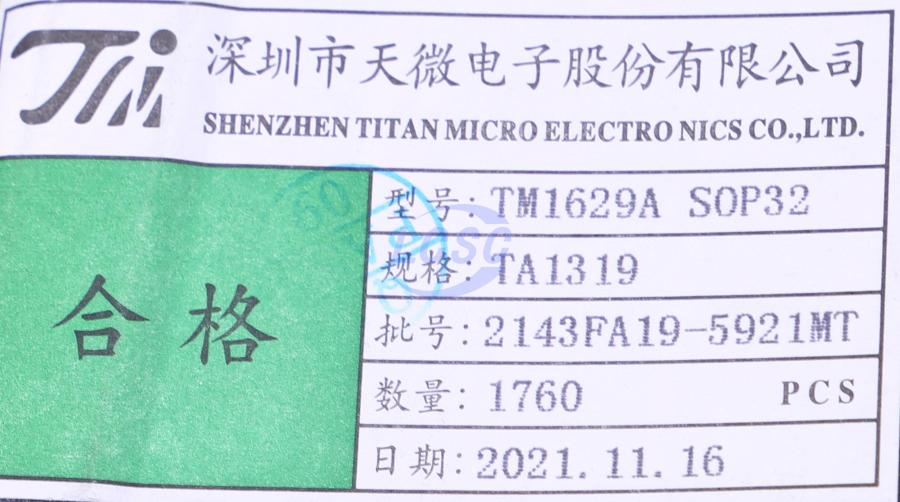 TM
深圳市天微电子股份有限公司
SHENZHEN TITAN MICRO ELECTRO NICS CO.,LTD.
合格
型号: TM1629A SOP32
规格: TA1319
批号: 2143FA19-5921MT
数量: 1760 PCS
日期: 2021.11.16